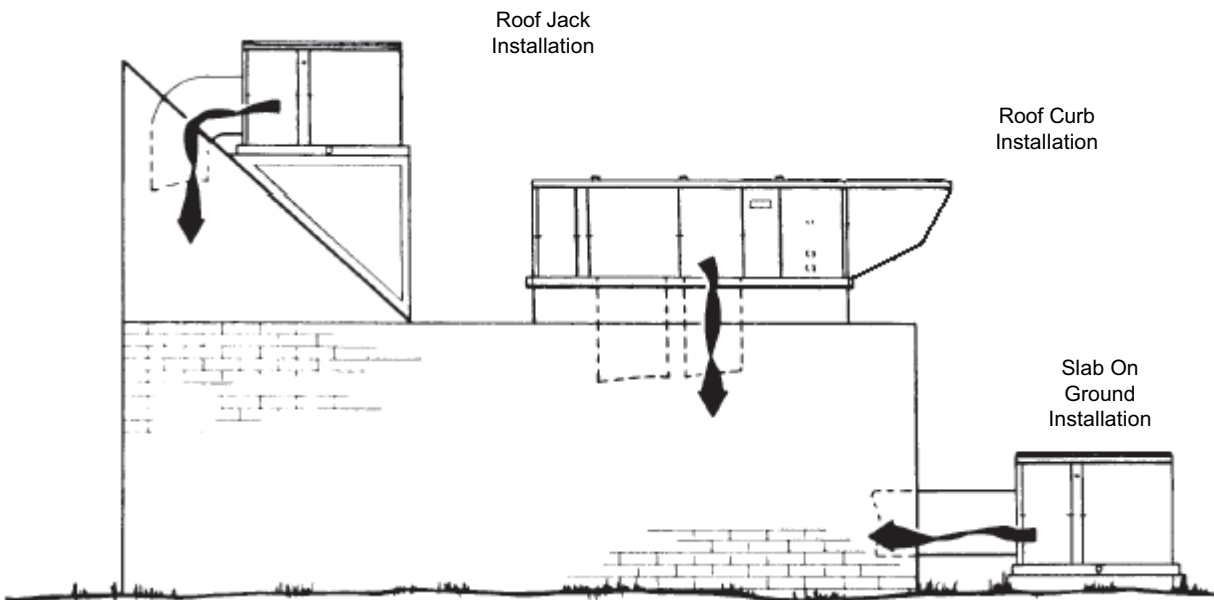 Roof Jack
Installation
Roof Curb
Installation
Slab On
Ground
Installation